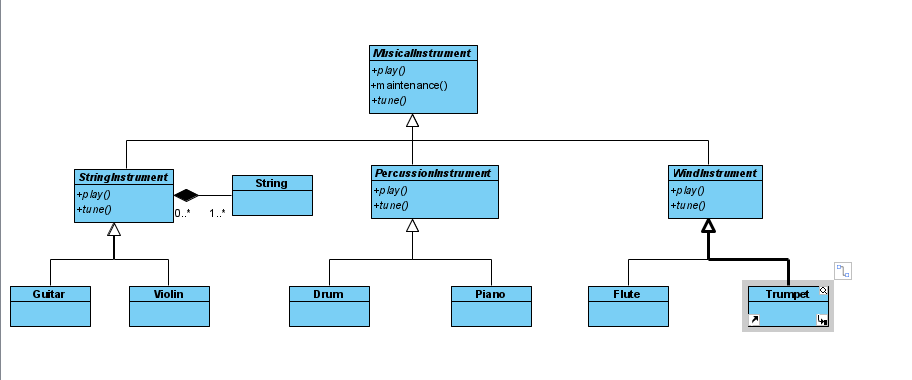 MusicalInstrument
+play()
+maintenance()
+tune()
StringInstrument
+play()
+tune()
0..*
1..*
String
PercussionInstrument
+play()
+tune()
WindInstrument
+play()
+tune()
Guitar
Violin
Drum
Piano
Flute
Trumpet